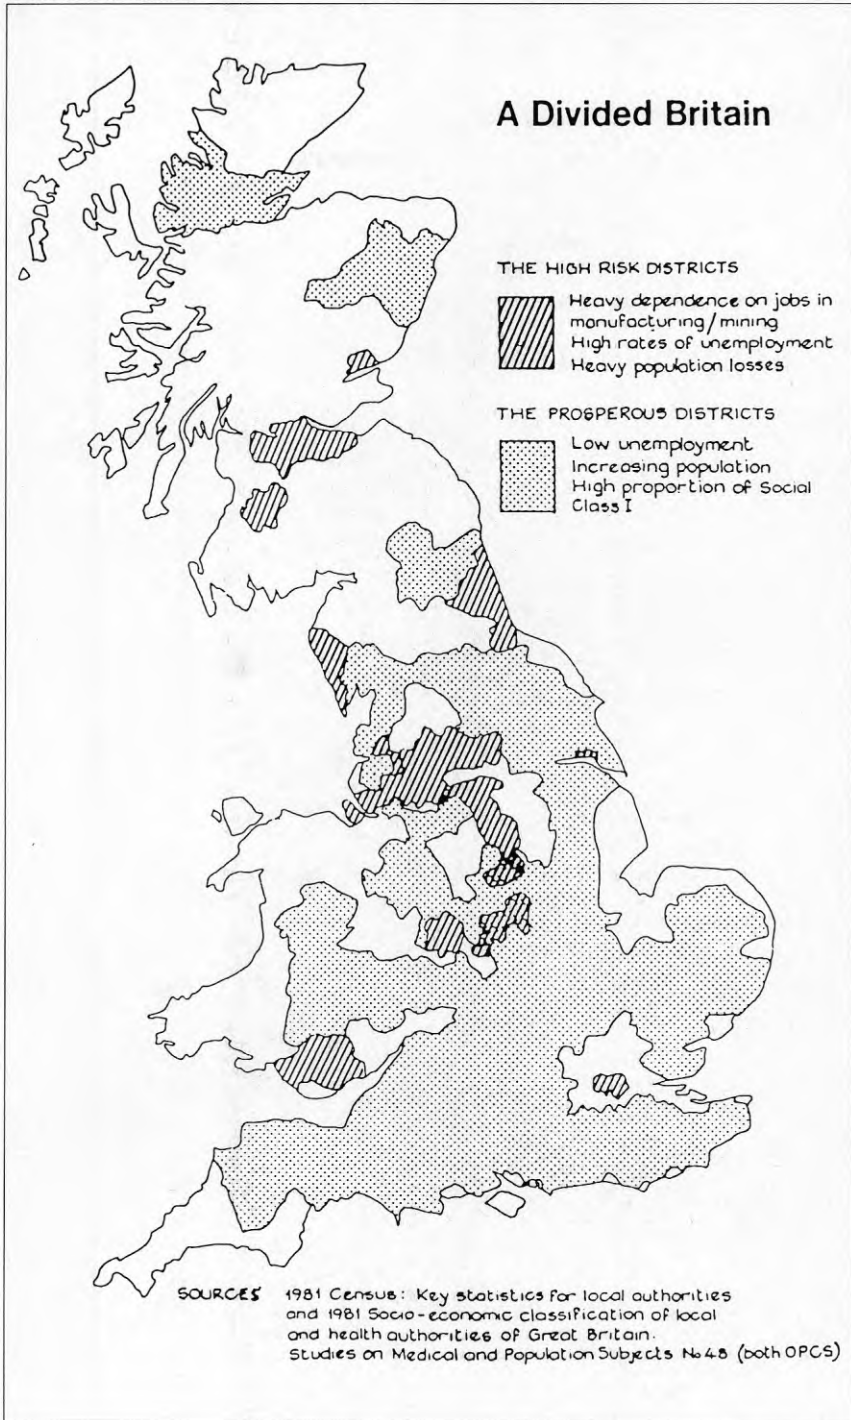 A Divided Britain
THE HIGH RISK DISTRICTS
Heavy dependence on jobs in
manufacturing/mining
High rates of unemployment
Heavy population losses
THE PROSPEROUS DISTRICTS
Low unemployment
Increasing population
High proportion of Social
Class I
SOURCES 1981 Census: Key statistics for local authorities
and 1981 Socio-economic classification of local
and health authorities of Great Britain.
Studies on Medical and Population Subjects No 48 (both OPCS)